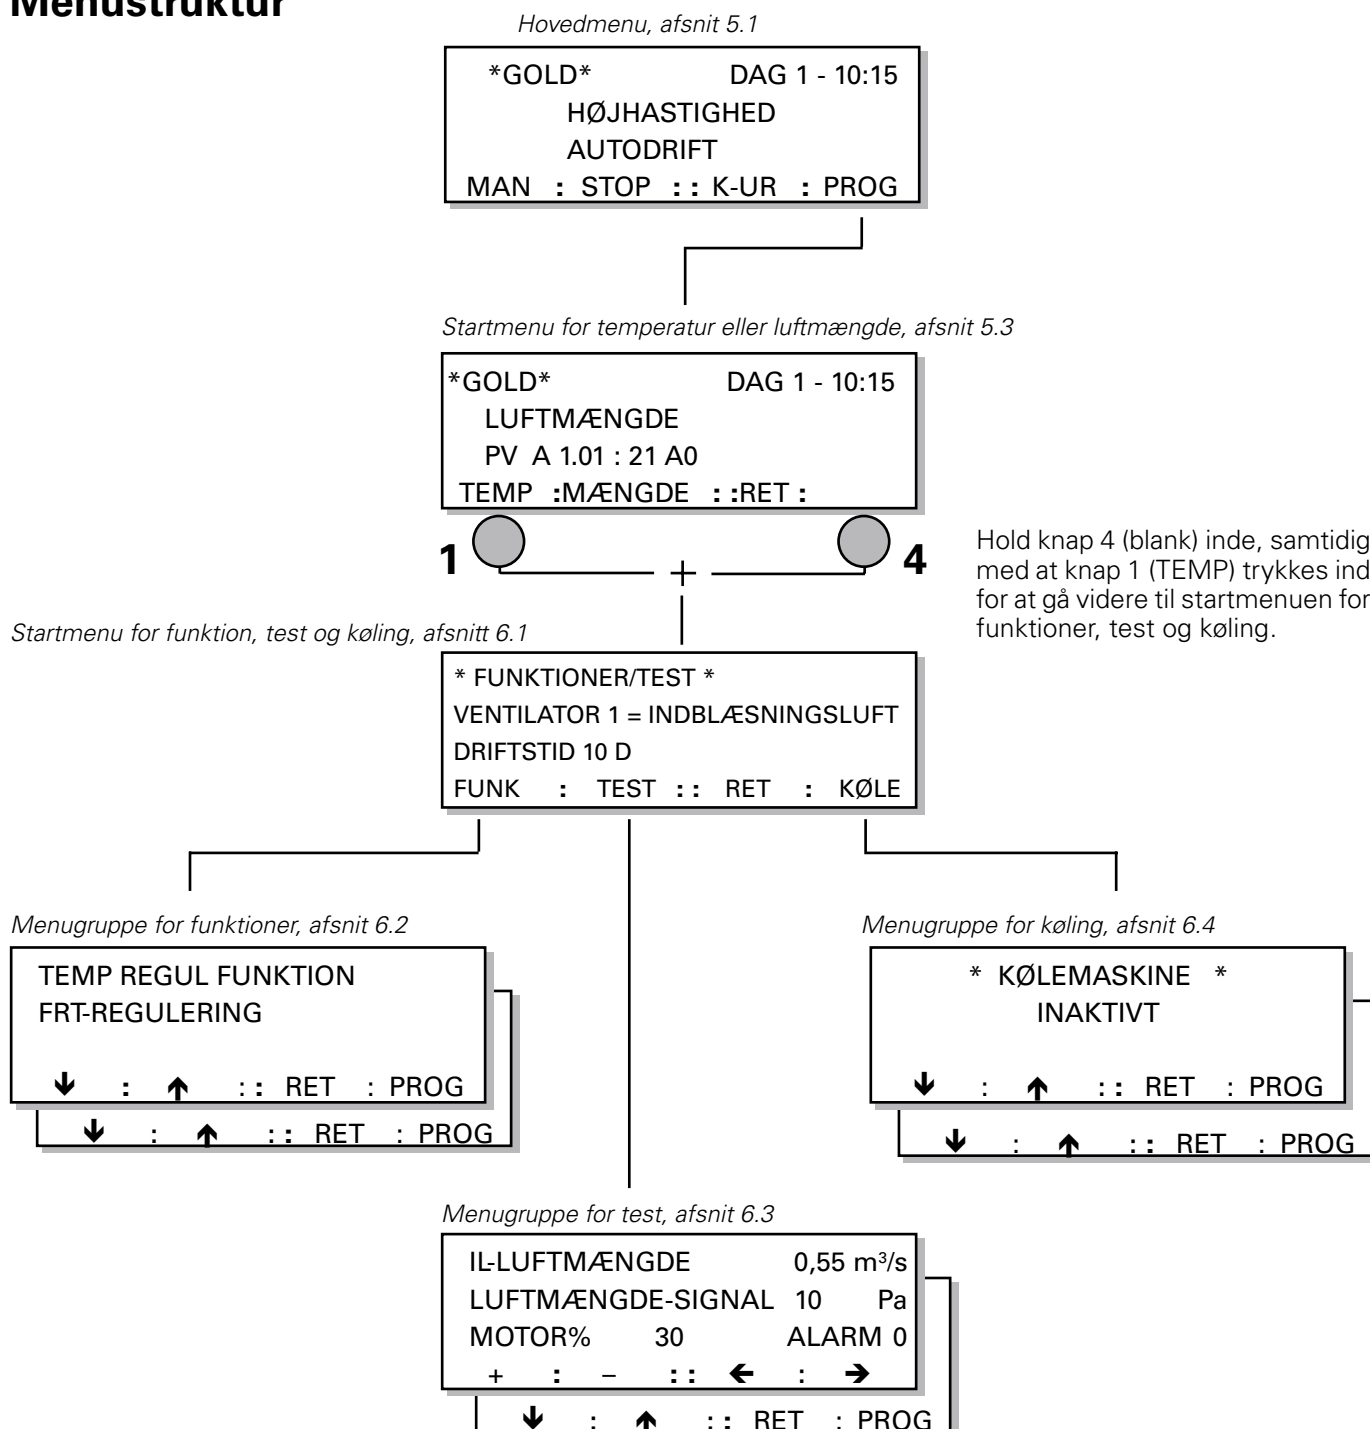 Menustruktur
Hovedmenu, afsnit 5.1
*GOLD* DAG 1 - 10:15
HØJHASTIGHED
AUTODRIFT
MAN : STOP :: K-UR : PROG
Startmenu for temperatur eller luftmængde, afsnit 5.3
*GOLD* DAG 1 - 10:15
LUFTMÆNGDE
PV A 1.01 : 21 A0
TEMP :MÆNGDE ::RET :
1 + 4
Hold knap 4 (blank) inde, samtidig
med at knap 1 (TEMP) trykkes ind
for at gå videre til startmenuen for
funktioner, test og køling.
Startmenu for funktion, test og køling, afsnitt 6.1
* FUNKTIONER/TEST *
VENTILATOR 1 = INDBLÆSNINGSLUFT
DRIFTSTID 10 D
FUNK : TEST :: RET : KØLE
Menugruppe for funktioner, afsnit 6.2
TEMP REGUL FUNKTION
FRT-REGULERING
↓ : ↑ :: RET : PROG
↓ : ↑ :: RET : PROG
Menugruppe for køling, afsnit 6.4
* KØLEMASKINE *
INAKTIVT
↓ : ↑ :: RET : PROG
↓ : ↑ :: RET : PROG
Menugruppe for test, afsnit 6.3
IL-LUFTMÆNGDE 0,55 m³/s
LUFTMÆNGDE-SIGNAL 10 Pa
MOTOR% 30 ALARM 0
+ : – :: ← : →
↓ : ↑ :: RET : PROG